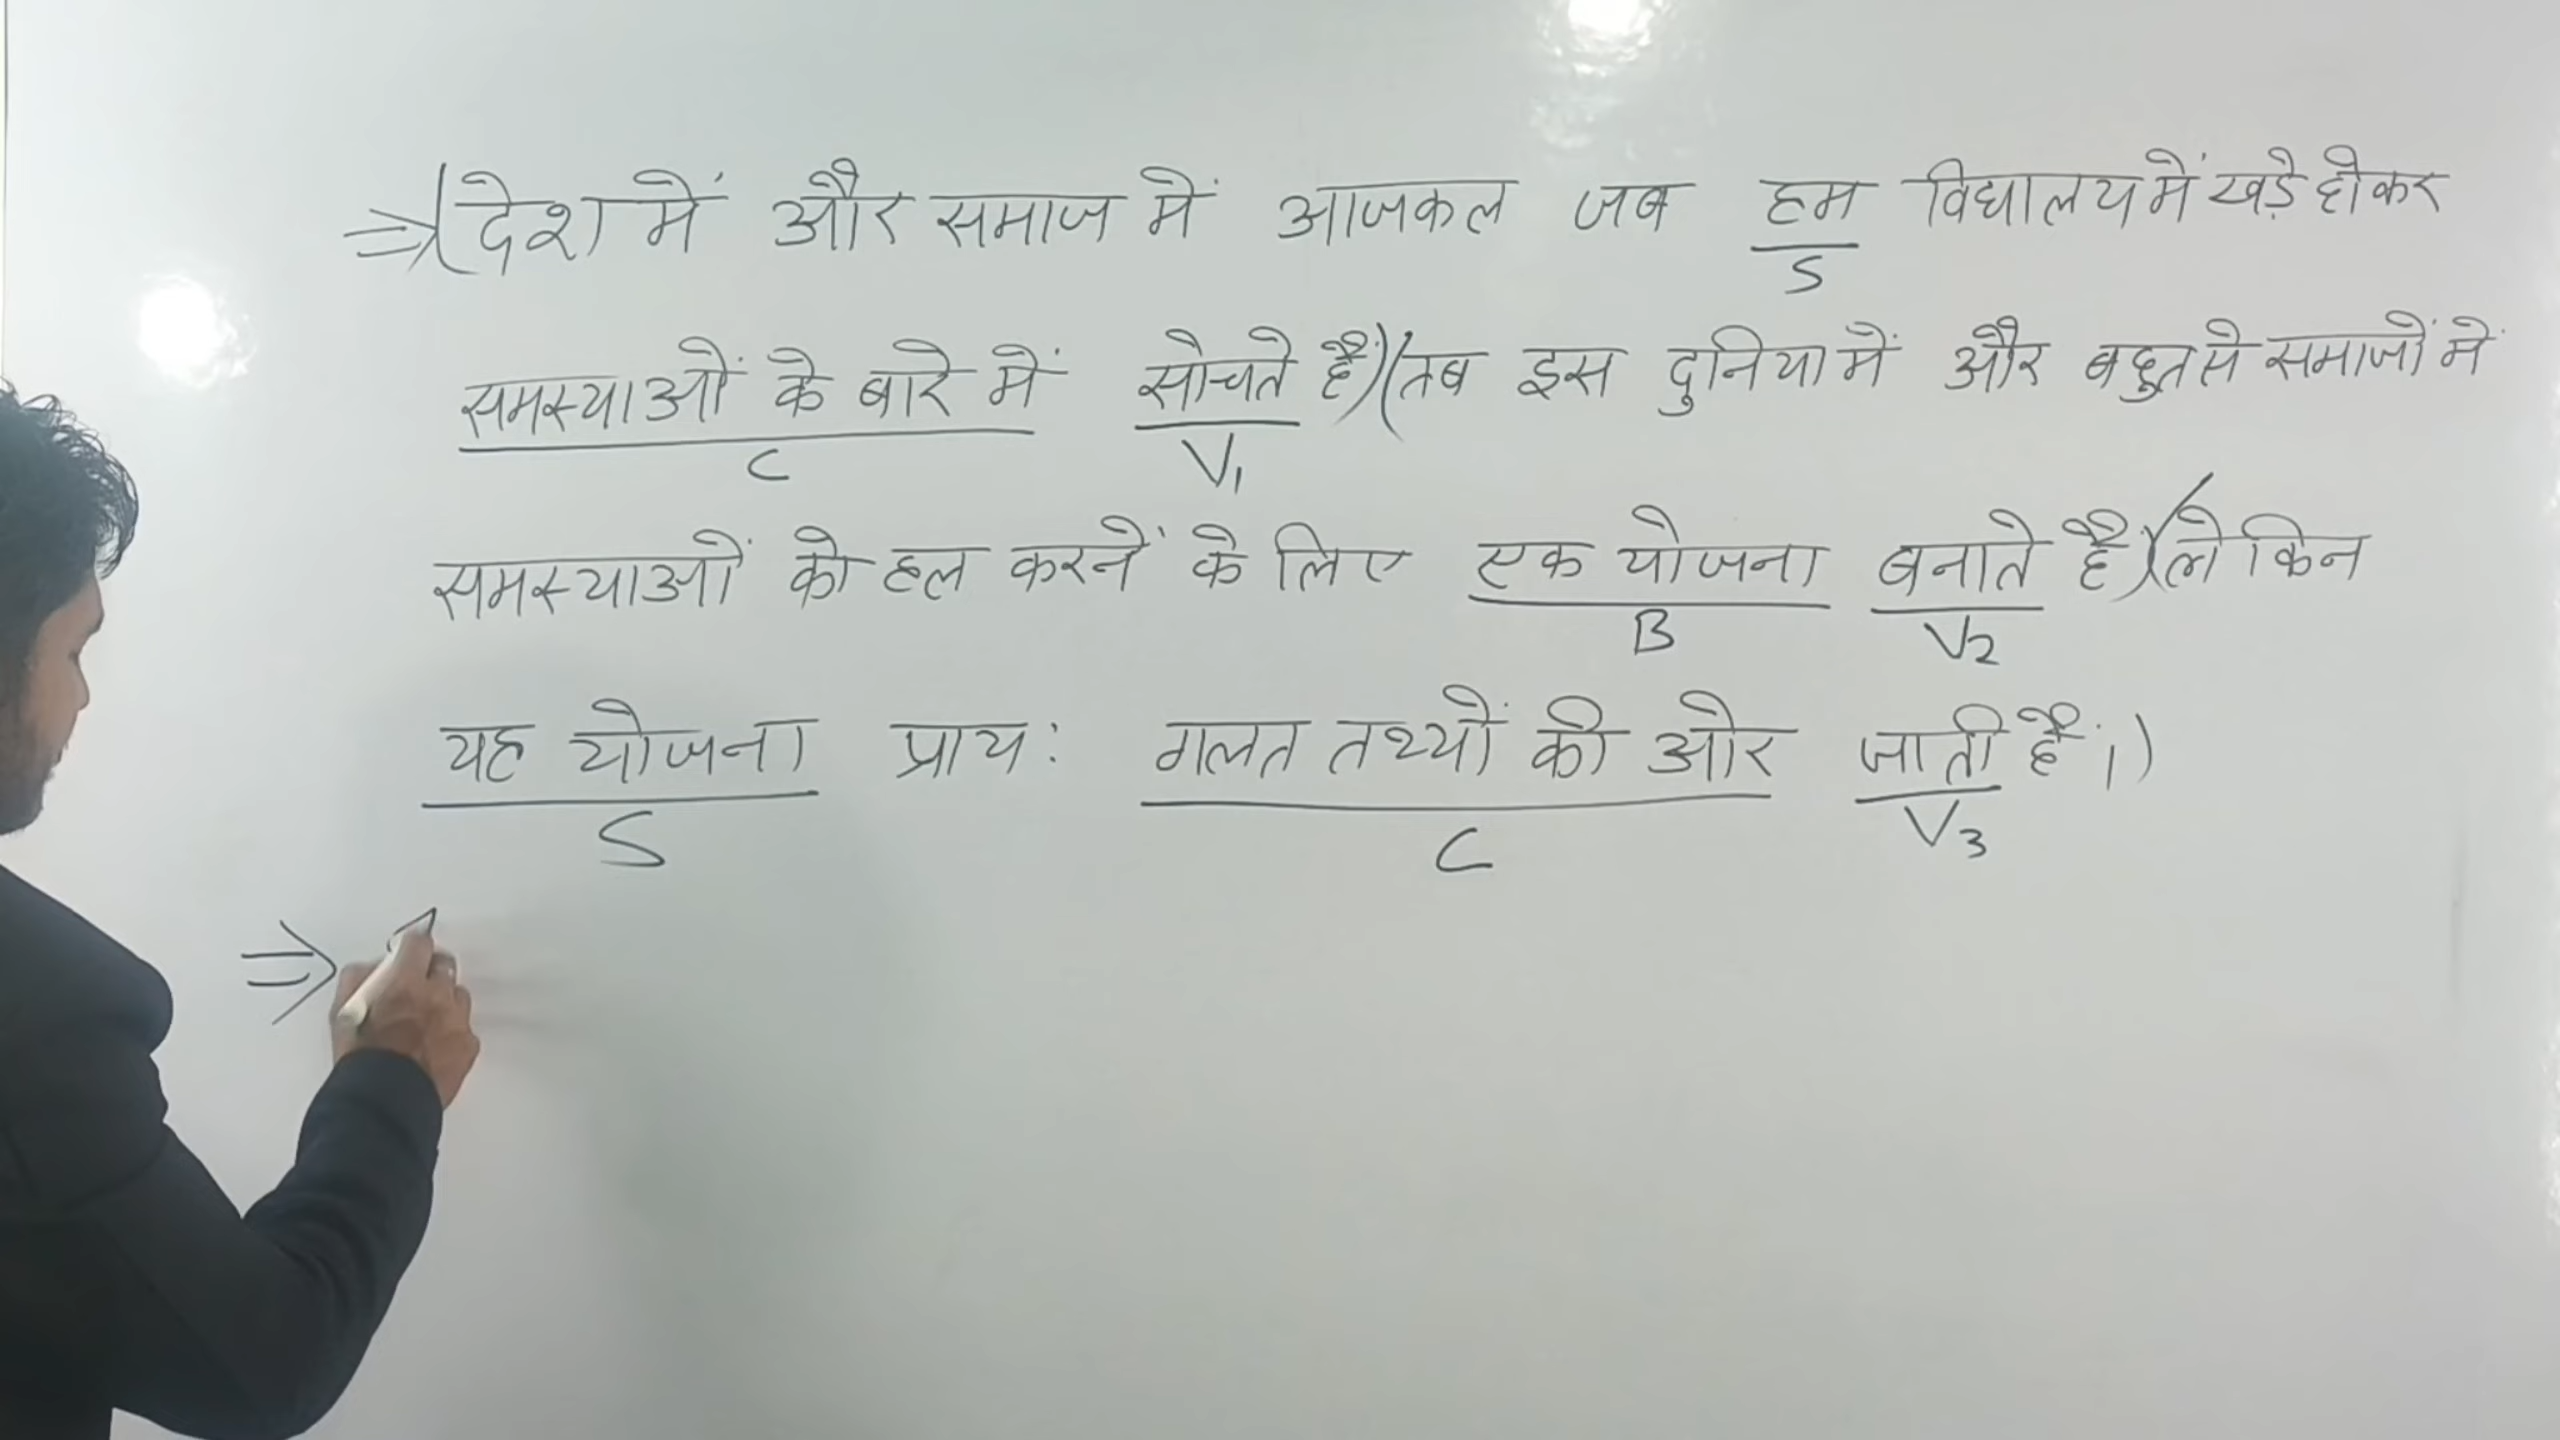 ⇒ (देश में और समाज में आजकल जब हम विद्यालय में खड़े होकर
S
समस्याओं के बारे में सोचते हैं) (तब इस दुनिया में और बहुत से समाजों में
C V1
समस्याओं को हल करनें के लिए एक योजना बनाते हैं) (लेकिन
B V2
यह योजना प्रायः गलत तथ्यों की ओर जाती हैं।)
S C V3
⇒